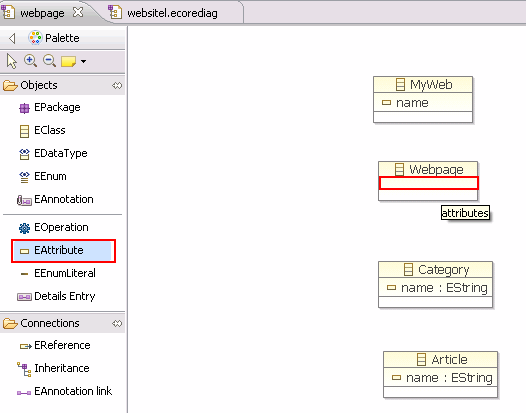 webpage
websitel.ecorediag
Palette
Objects
EPackage
EClass
EDataType
EEnum
EAnnotation
EOperation
EAttribute
EEnumLiteral
Details Entry
Connections
EReference
Inheritance
EAnnotation link
MyWeb
name
Webpage
attributes
Category
name : EString
Article
name : EString